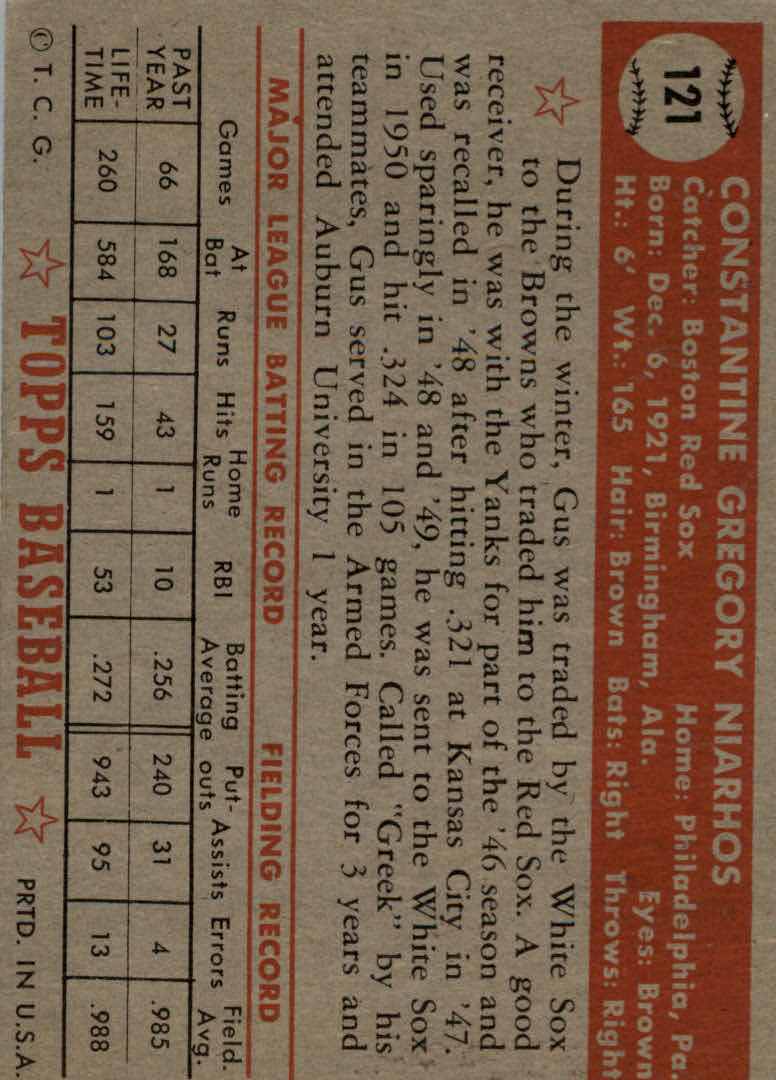 121
CONSTANTINE GREGORY NIARHOS
Catcher: Boston Red Sox Home: Philadelphia, Pa.
Born: Dec. 6, 1921, Birmingham, Ala. Eyes: Brown
Ht.: 6' Wt.: 165 Hair: Brown Bats: Right Throws: Right
During the winter, Gus was traded by the White Sox
to the Browns who traded him to the Red Sox. A good
receiver, he was with the Yanks for part of the '46 season and
was recalled in '48 after hitting .321 at Kansas City in '47.
Used sparingly in '48 and '49, he was sent to the White Sox
in 1950 and hit .324 in 105 games. Called "Greek" by his
teammates, Gus served in the Armed Forces for 3 years and
attended Auburn University 1 year.
MAJOR LEAGUE BATTING RECORD FIELDING RECORD
Games At Bat Runs Hits Home Runs RBI Batting Average Put-outs Assists Errors Field. Avg.
PAST YEAR 66 168 27 43 1 10 .256 240 31 4 .985
LIFE-TIME 260 584 103 159 1 53 .272 943 95 13 .988
© T. C. G. TOPPS BASEBALL PRTD. IN U.S.A.